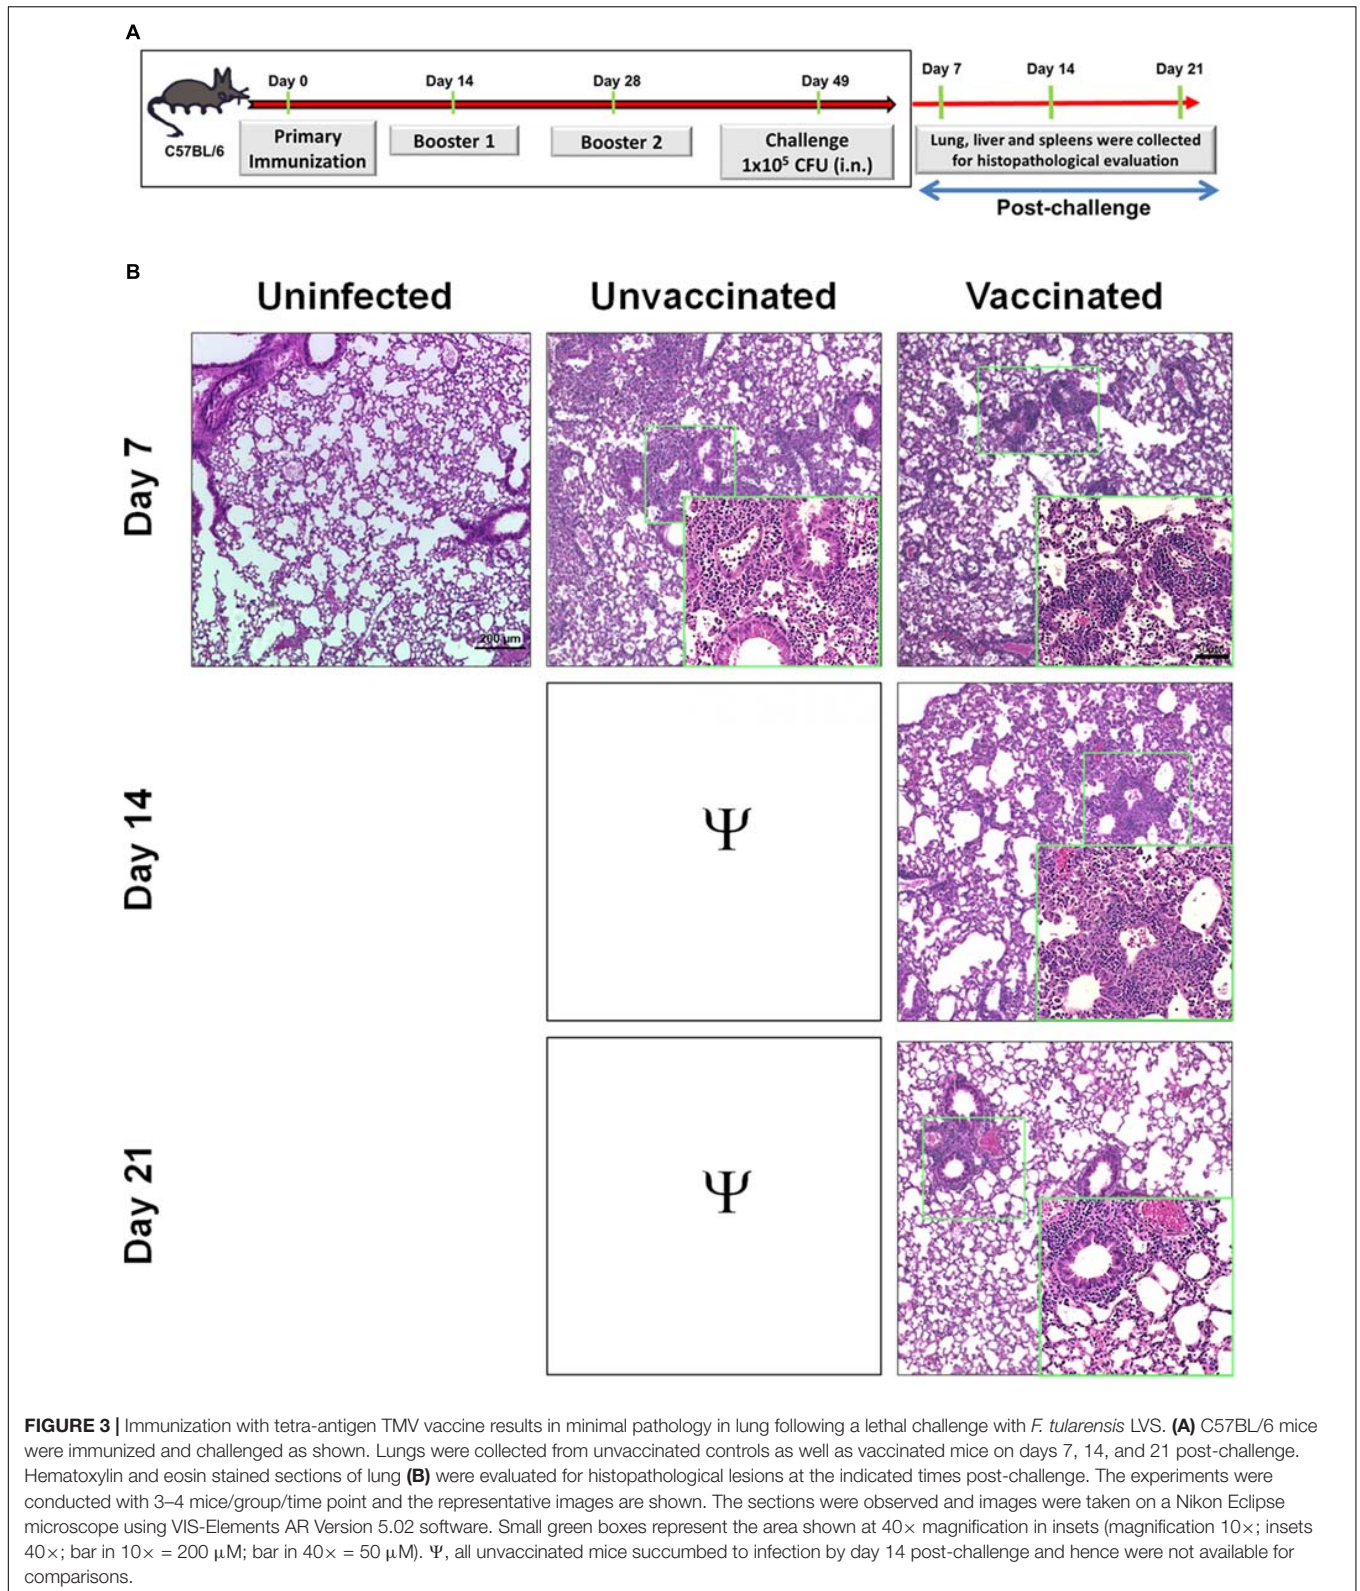 A
Day 0
Day 14
Day 28
Day 49
Day 7
Day 14
Day 21
C57BL/6
Primary
Immunization
Booster 1
Booster 2
Challenge
1x10⁵ CFU (i.n.)
Lung, liver and spleens were collected
for histopathological evaluation
Post-challenge
B
Uninfected
Unvaccinated
Vaccinated
Day 7
200 µm
Day 14
Ψ
Day 21
Ψ
FIGURE 3 | Immunization with tetra-antigen TMV vaccine results in minimal pathology in lung following a lethal challenge with F. tularensis LVS. (A) C57BL/6 mice
were immunized and challenged as shown. Lungs were collected from unvaccinated controls as well as vaccinated mice on days 7, 14, and 21 post-challenge.
Hematoxylin and eosin stained sections of lung (B) were evaluated for histopathological lesions at the indicated times post-challenge. The experiments were
conducted with 3–4 mice/group/time point and the representative images are shown. The sections were observed and images were taken on a Nikon Eclipse
microscope using VIS-Elements AR Version 5.02 software. Small green boxes represent the area shown at 40× magnification in insets (magnification 10×; insets
40×; bar in 10× = 200 μM; bar in 40× = 50 μM). Ψ, all unvaccinated mice succumbed to infection by day 14 post-challenge and hence were not available for
comparisons.